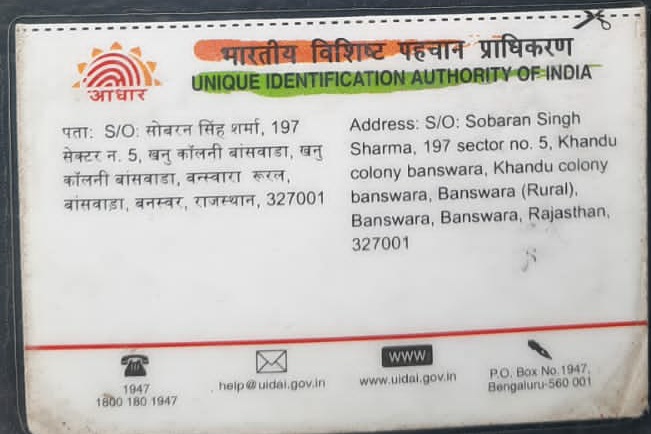 भारतीय विशिष्ट पहचान प्राधिकरण
UNIQUE IDENTIFICATION AUTHORITY OF INDIA
आधार
पता: S/O: सोबरन सिंह शर्मा, 197
सेक्टर न. 5, खनु कॉलनी बांसवाडा, खनु
कॉलनी बांसवाडा, बन्स्वारा रूरल,
बांसवाडा, बनस्वर, राजस्थान, 327001
Address: S/O: Sobaran Singh
Sharma, 197 sector no. 5, Khandu
colony banswara, Khandu colony
banswara, Banswara (Rural),
Banswara, Banswara, Rajasthan,
327001
1947
1800 180 1947
help@uidai.gov.in
www
www.uidai.gov.in
P.O. Box No.1947,
Bengaluru-560 001